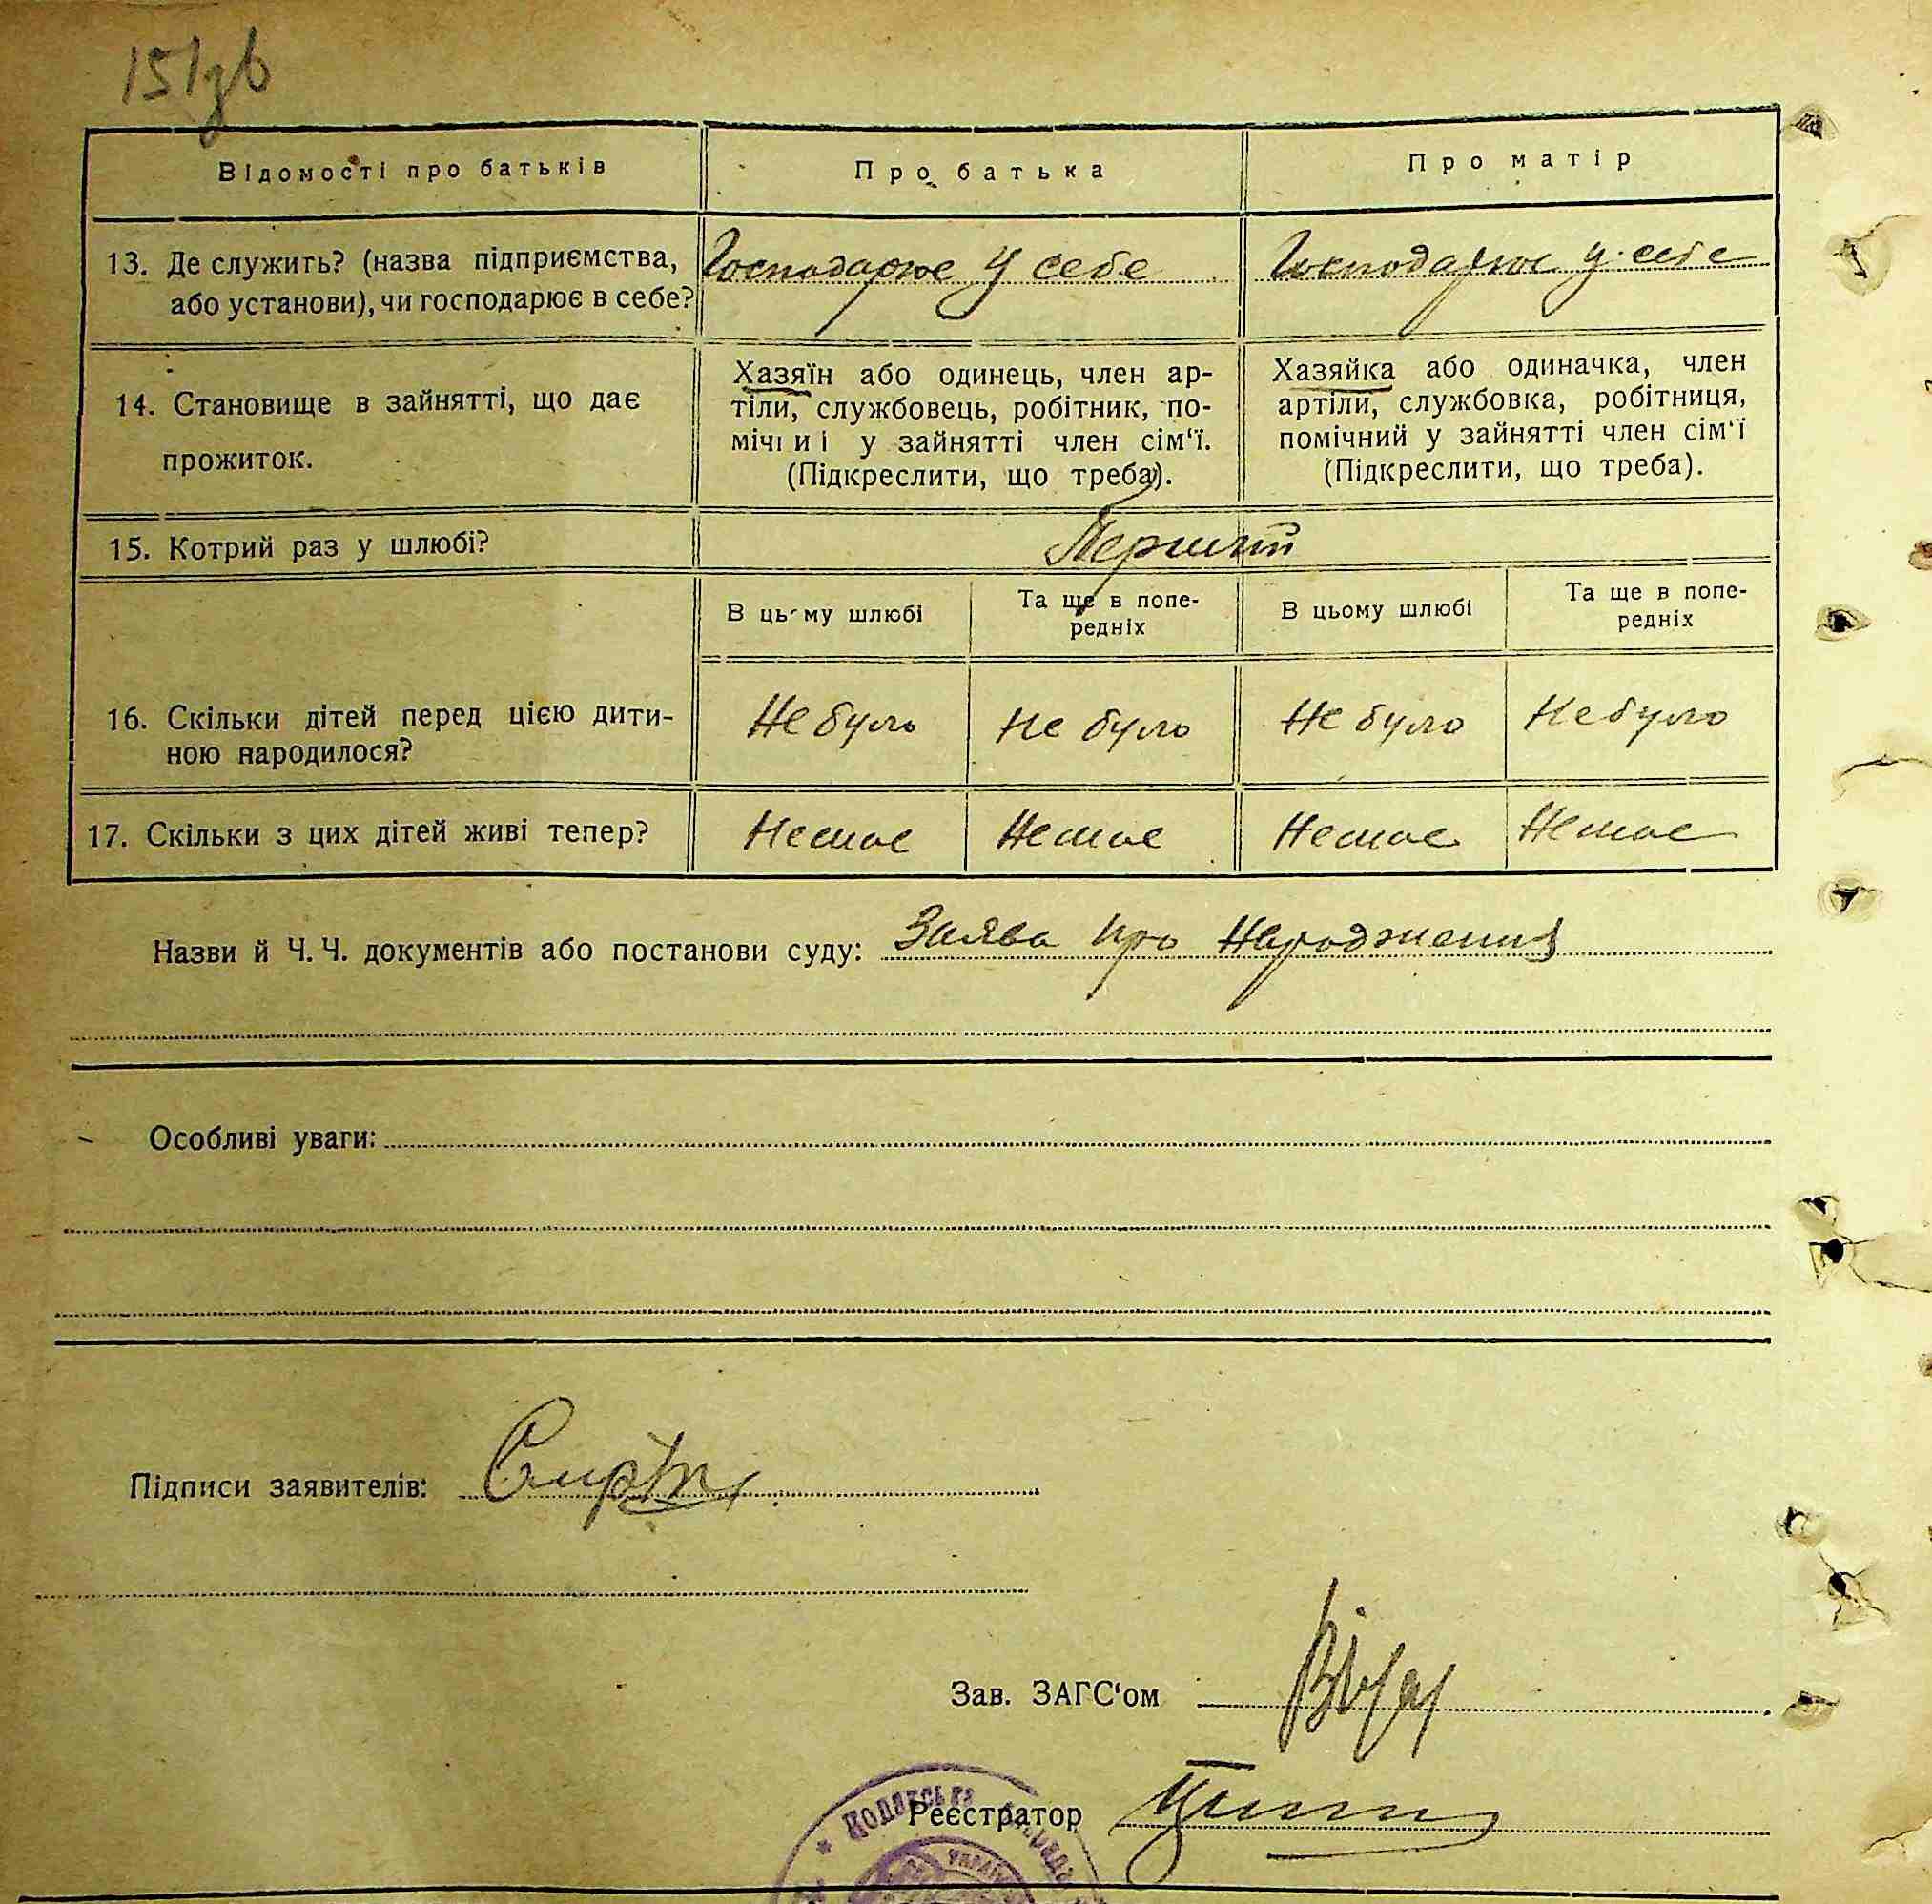 151зв
Відомості про батьків
Про батька
Про матір
13. Де служить? (назва підприємства,
або установи), чи господарює в себе?
Господарює у себе
Господарює у себе
14. Становище в зайнятті, що дає
прожиток.
Хазяїн або одинець, член ар-
тіли, службовець, робітник, по-
мічний у зайнятті член сім‘ї.
(Підкреслити, що треба).
Хазяйка або одиначка, член
артіли, службовка, робітниця,
помічний у зайнятті член сім‘ї
(Підкреслити, що треба).
15. Котрий раз у шлюбі?
Перший
В цьому шлюбі
Та ще в попе-
редніх
В цьому шлюбі
Та ще в попе-
редніх
16. Скільки дітей перед цією дити-
ною народилося?
Не було
Не було
Не було
Не було
17. Скільки з цих дітей живі тепер?
Немає
Немає
Немає
Немає
Назви й Ч. Ч. документів або постанови суду: Заява про народження
Особливі уваги:
Підписи заявителів:
Зав. ЗАГС‘ом
Реєстратор